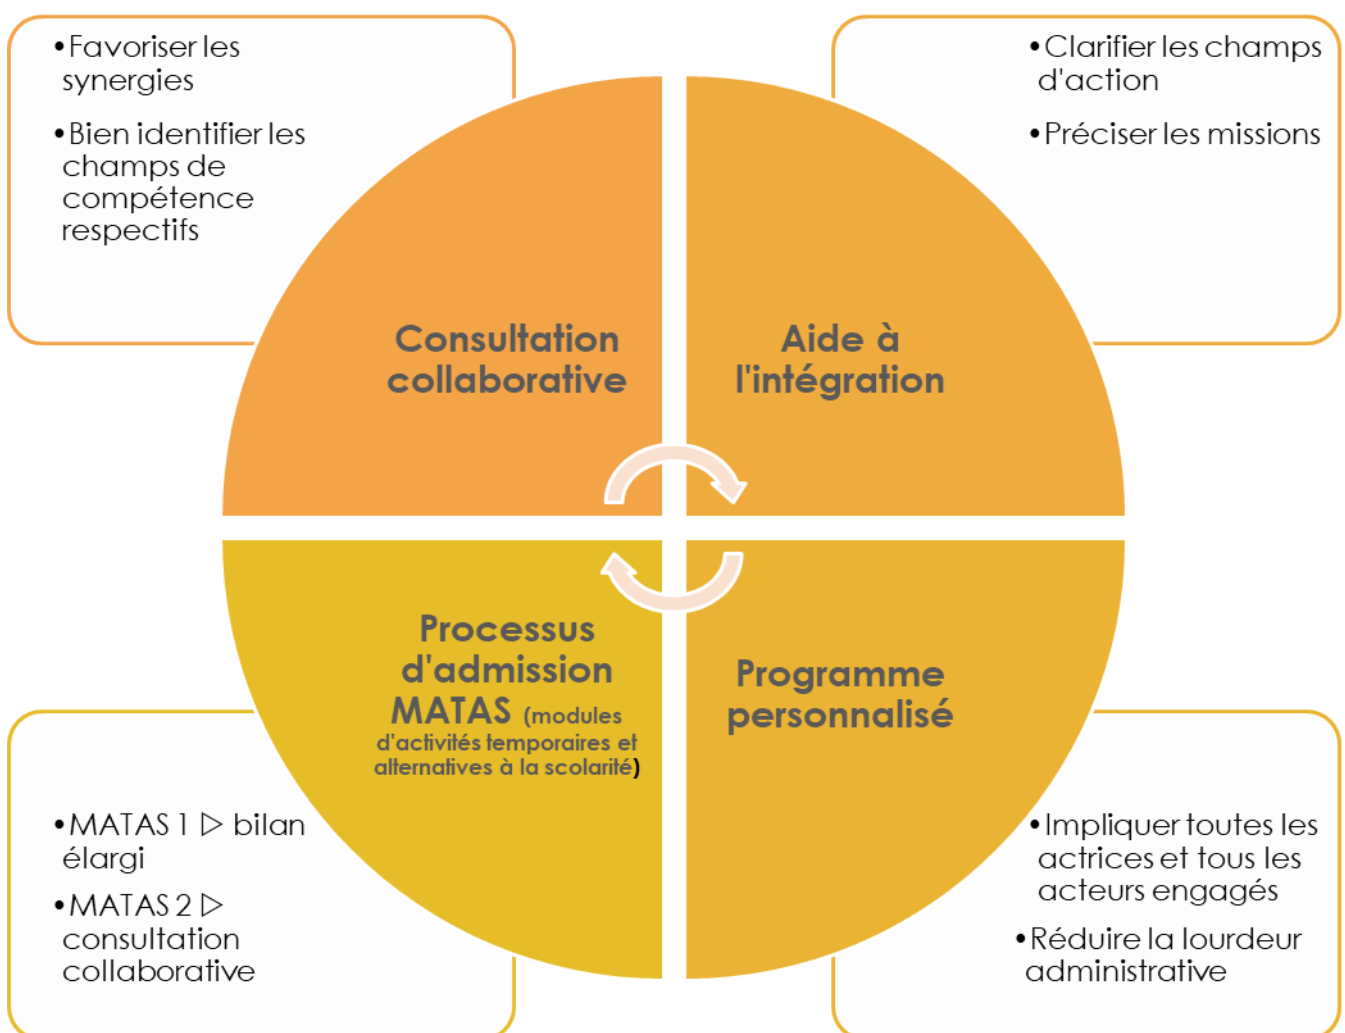 •Favoriser les
synergies
•Bien identifier les
champs de
compétence
respectifs
•Clarifier les champs
d'action
•Préciser les missions
Consultation
collaborative
Aide à
l'intégration
Processus
d'admission
MATAS (modules
d'activités temporaires et
alternatives à la scolarité)
Programme
personnalisé
•MATAS 1 ▷ bilan
élargi
•MATAS 2 ▷
consultation
collaborative
•Impliquer toutes les
actrices et tous les
acteurs engagés
•Réduire la lourdeur
administrative